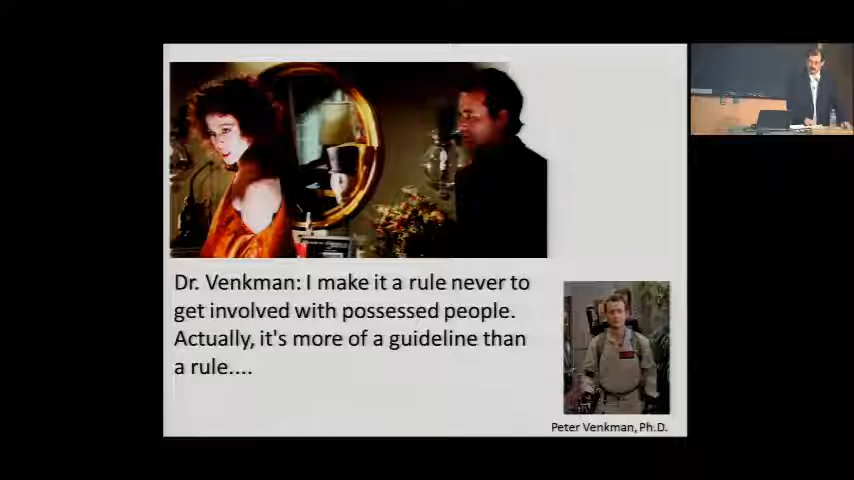 Dr. Venkman: I make it a rule never to
get involved with possessed people.
Actually, it's more of a guideline than
a rule....
Peter Venkman, Ph.D.